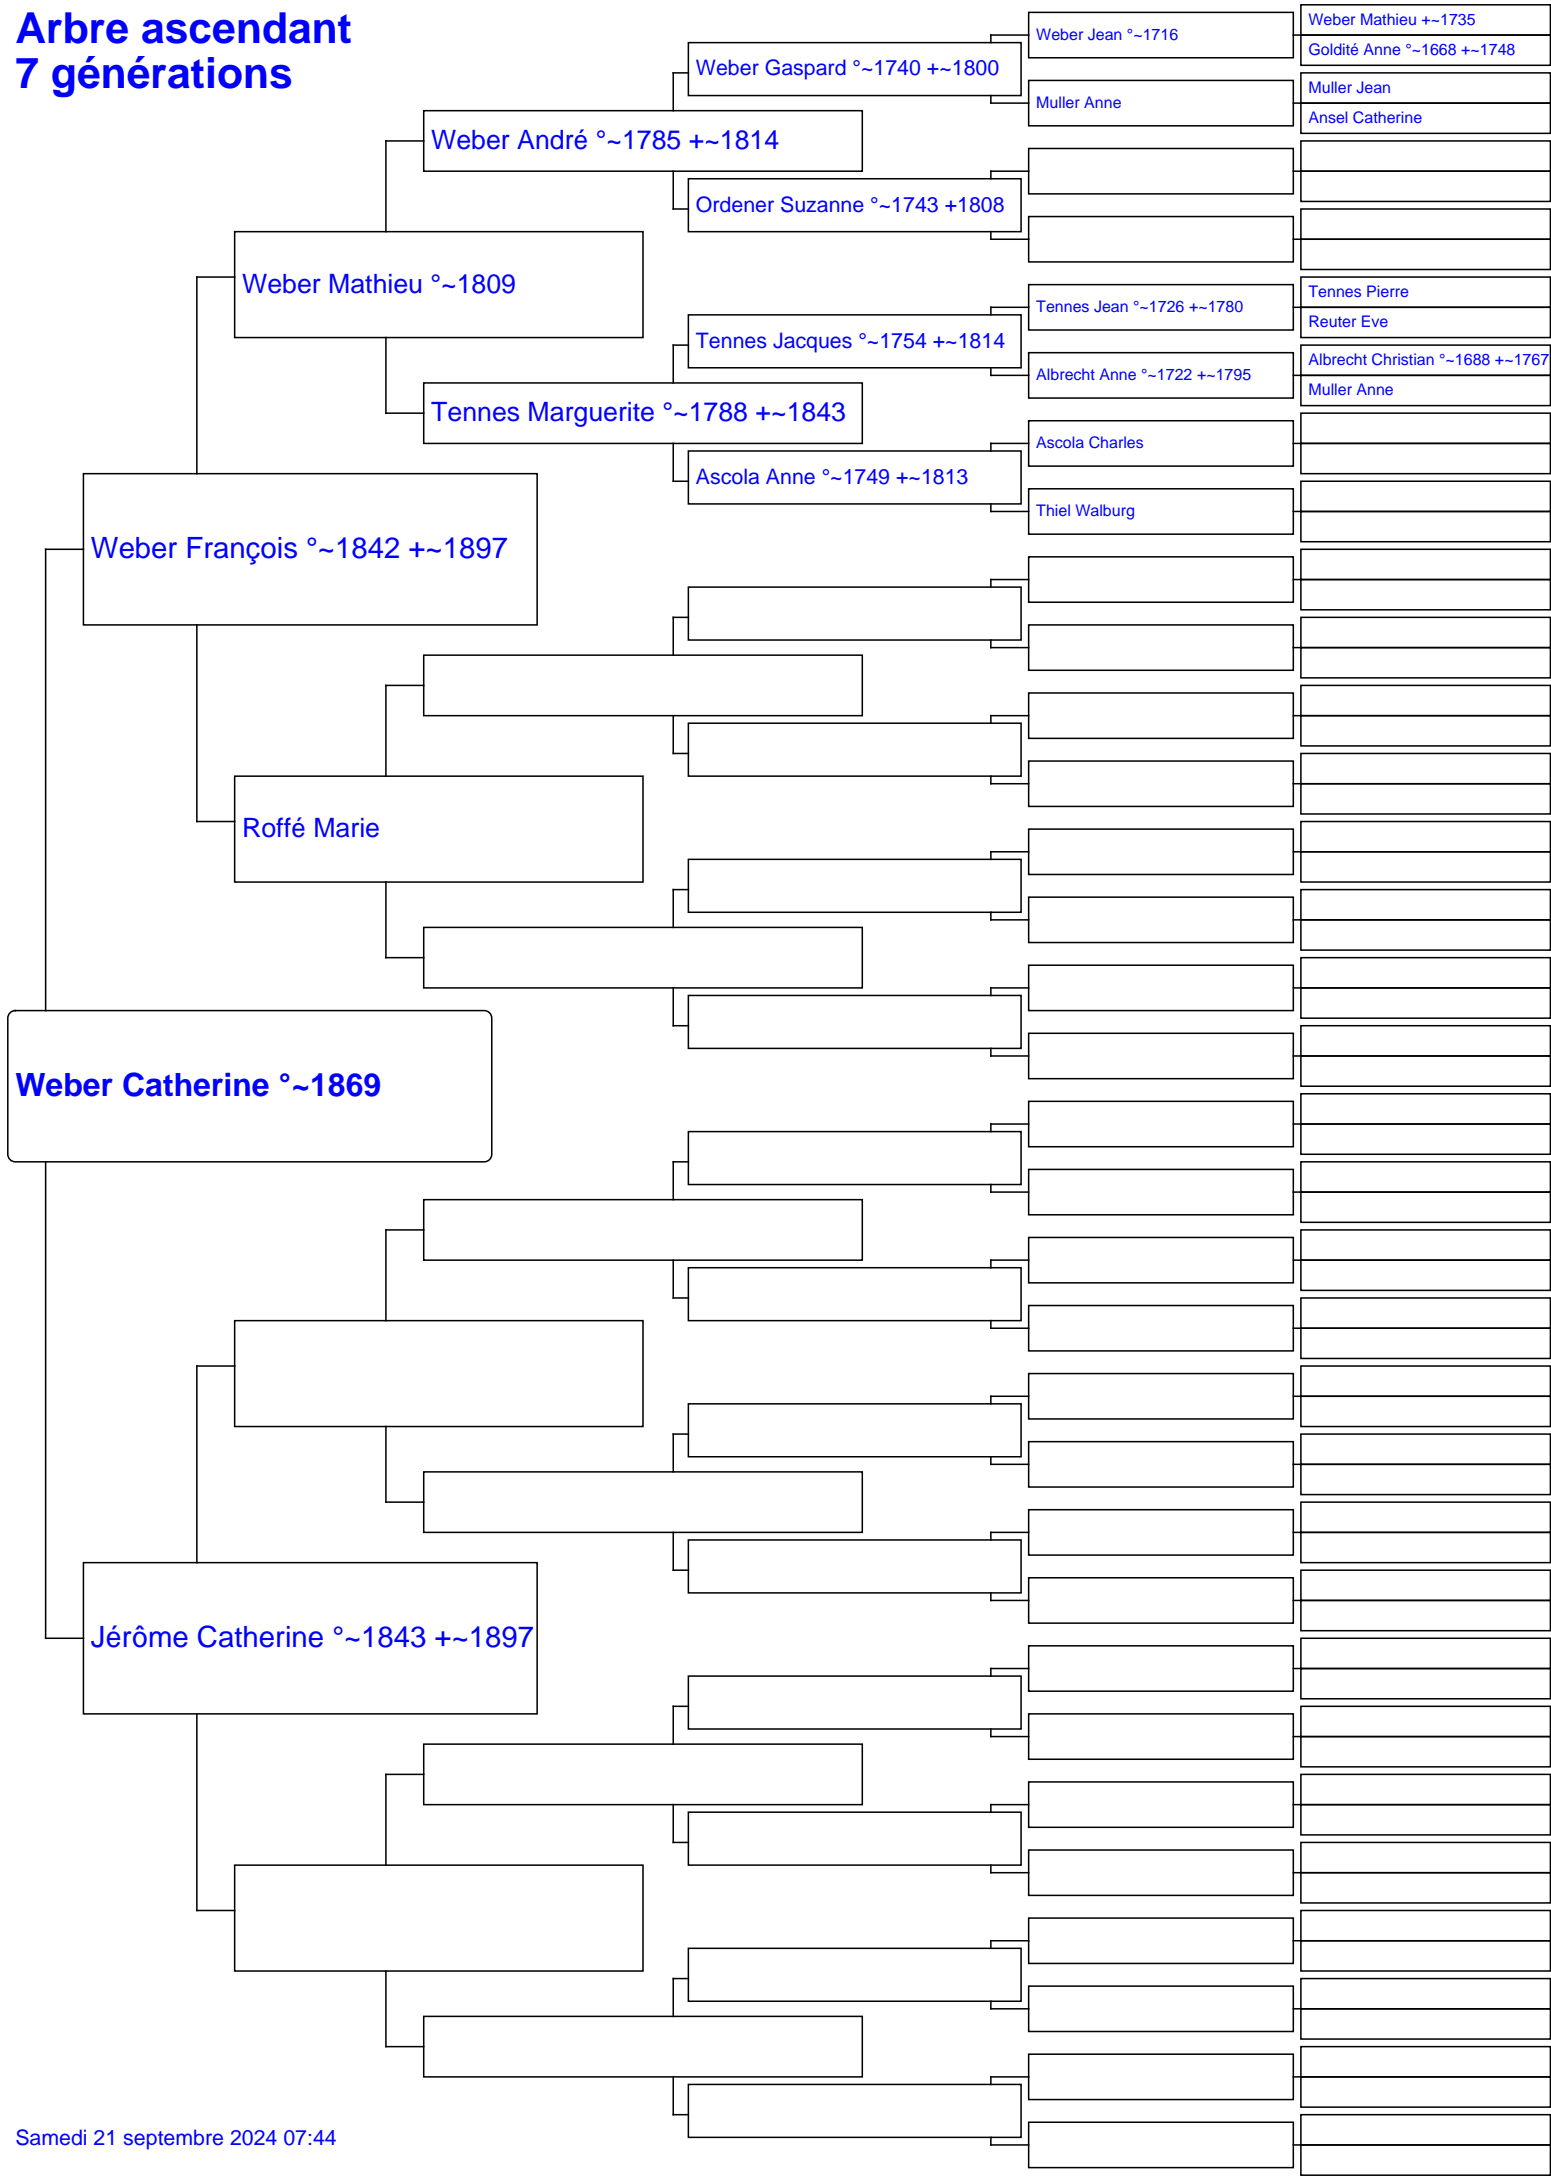 Arbre ascendant
7 générations
Weber Mathieu +~1735
Weber Jean °~1716
Goldité Anne °~1668 +~1748
Weber Gaspard °~1740 +~1800
Muller Jean
Muller Anne
Ansel Catherine
Weber André °~1785 +~1814
Ordener Suzanne °~1743 +1808
Weber Mathieu °~1809
Tennes Pierre
Tennes Jean °~1726 +~1780
Reuter Eve
Tennes Jacques °~1754 +~1814
Albrecht Christian °~1688 +~1767
Albrecht Anne °~1722 +~1795
Muller Anne
Tennes Marguerite °~1788 +~1843
Ascola Charles
Ascola Anne °~1749 +~1813
Thiel Walburg
Weber François °~1842 +~1897
Roffé Marie
Weber Catherine °~1869
Jérôme Catherine °~1843 +~1897
Samedi 21 septembre 2024 07:44